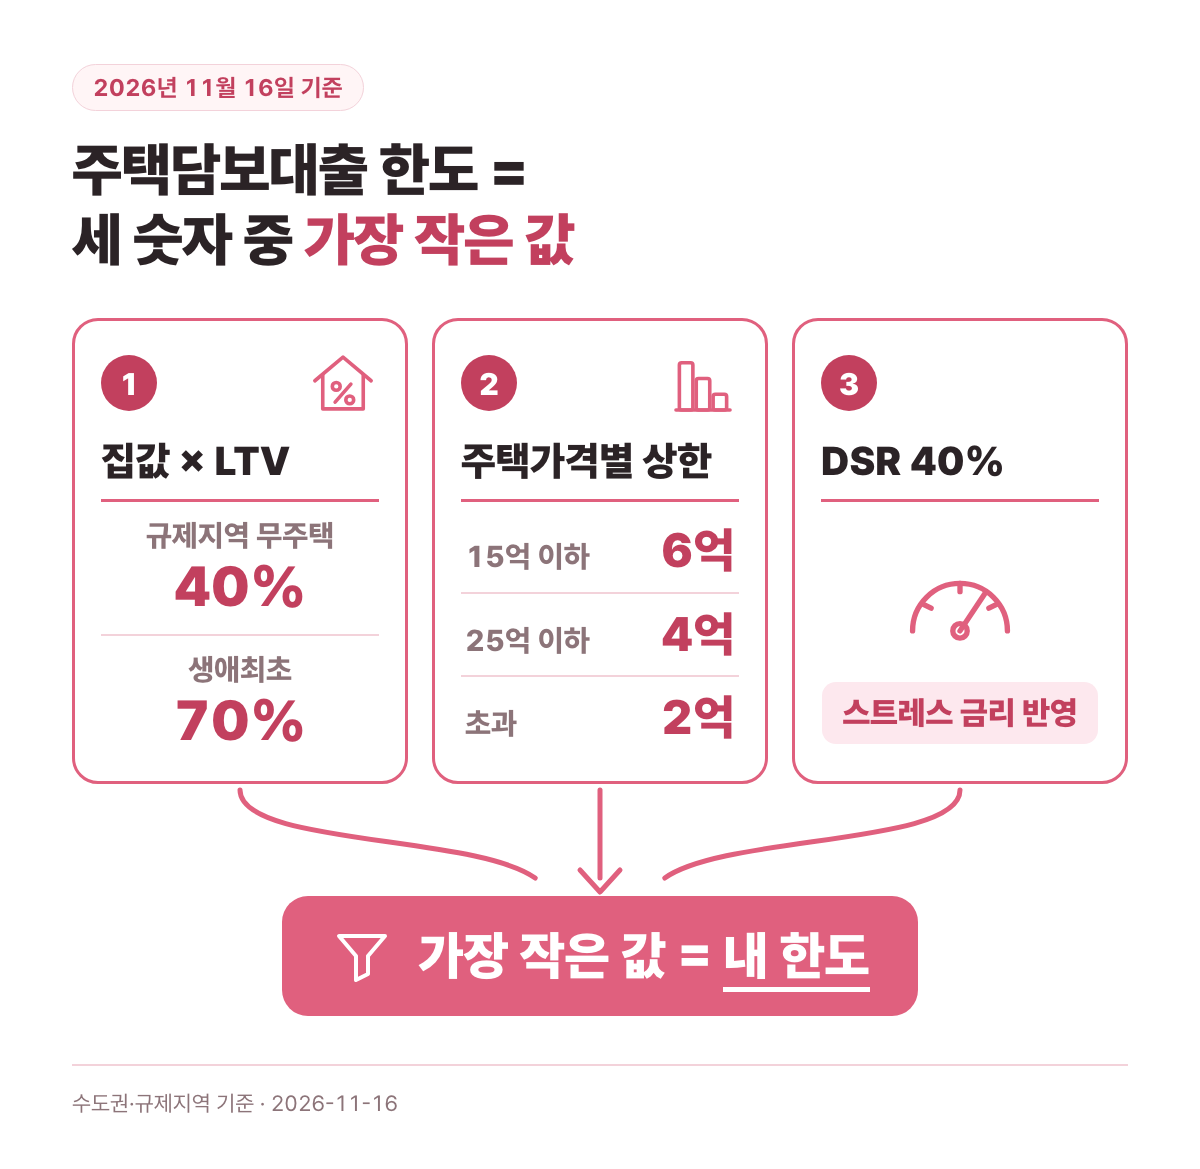 2026년 11월 16일 기준
주택담보대출 한도 =
세 숫자 중 가장 작은 값
1
집값 × LTV
규제지역 무주택
40%
생애최초
70%
2
주택가격별 상한
15억 이하 6억
25억 이하 4억
초과 2억
3
DSR 40%
스트레스 금리 반영
가장 작은 값 = 내 한도
수도권·규제지역 기준 · 2026-11-16